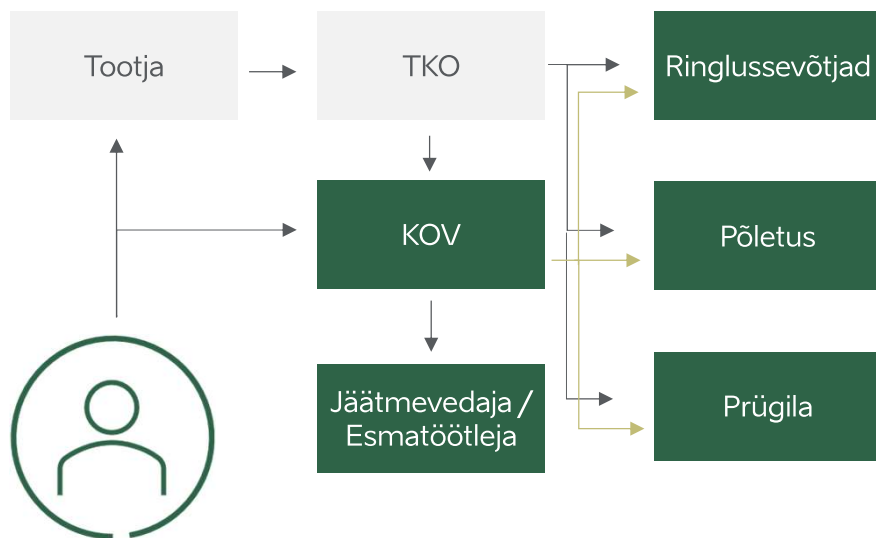 Tootja
TKO
Ringlussevõtjad
KOV
Põletus
Jäätmevedaja /
Esmatöötleja
Prügila